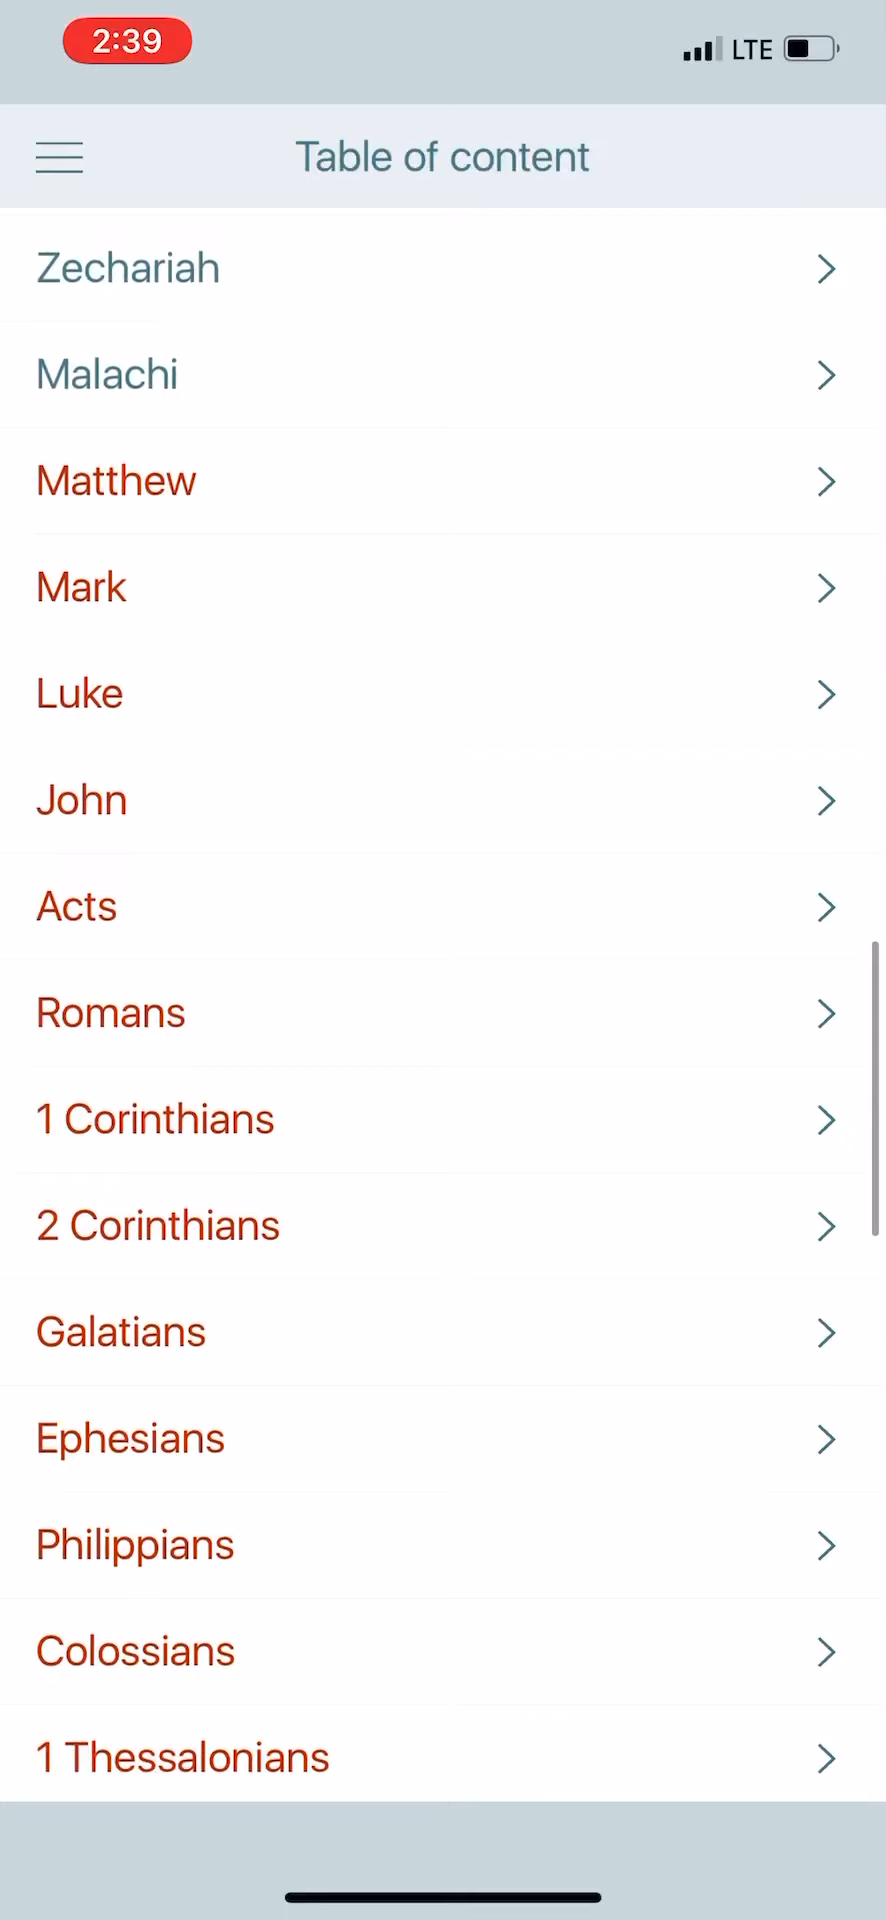 2:39
LTE
Table of content
Zechariah
Malachi
Matthew
Mark
Luke
John
Acts
Romans
1 Corinthians
2 Corinthians
Galatians
Ephesians
Philippians
Colossians
1 Thessalonians